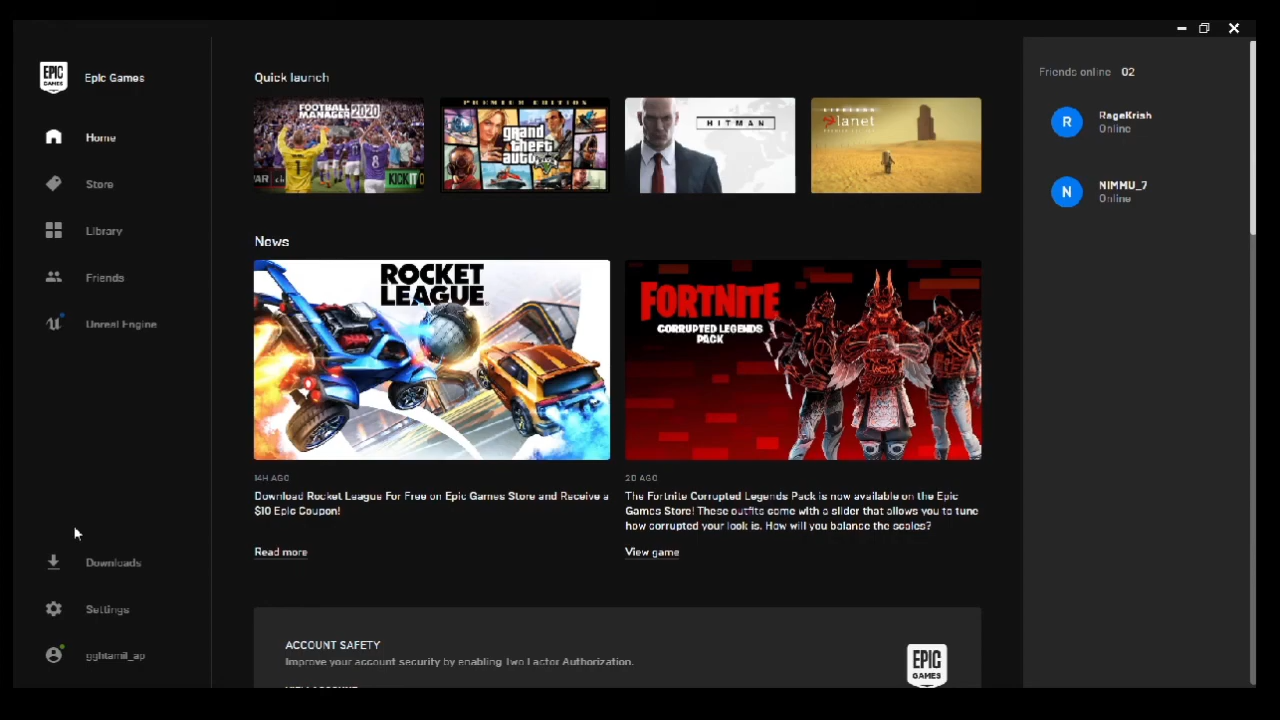 EPIC
GAMES
Epic Games
Home
Store
Library
Friends
Unreal Engine
Downloads
Settings
gghtamil_ap
Quick launch
FOOTBALL
MANAGER 2020
KICK IT O
8
1
PREMIER EDITION
grand
theft
auto
HITMAN
Planet
News
ROCKET
LEAGUE
14H AGO
Download Rocket League For Free on Epic Games Store and Receive a
$10 Epic Coupon!
Read more
FORTNITE
CORRUPTED LEGENDS
PACK
2D AGO
The Fortnite Corrupted Legends Pack is now available on the Epic
Games Store! These outfits come with a slider that allows you to tune
how corrupted your look is. How will you balance the scales?
View game
ACCOUNT SAFETY
Improve your account security by enabling Two Factor Authorization.
EPIC
GAMES
Friends online 02
R
RageKrish
Online
N
NIMMU_7
Online